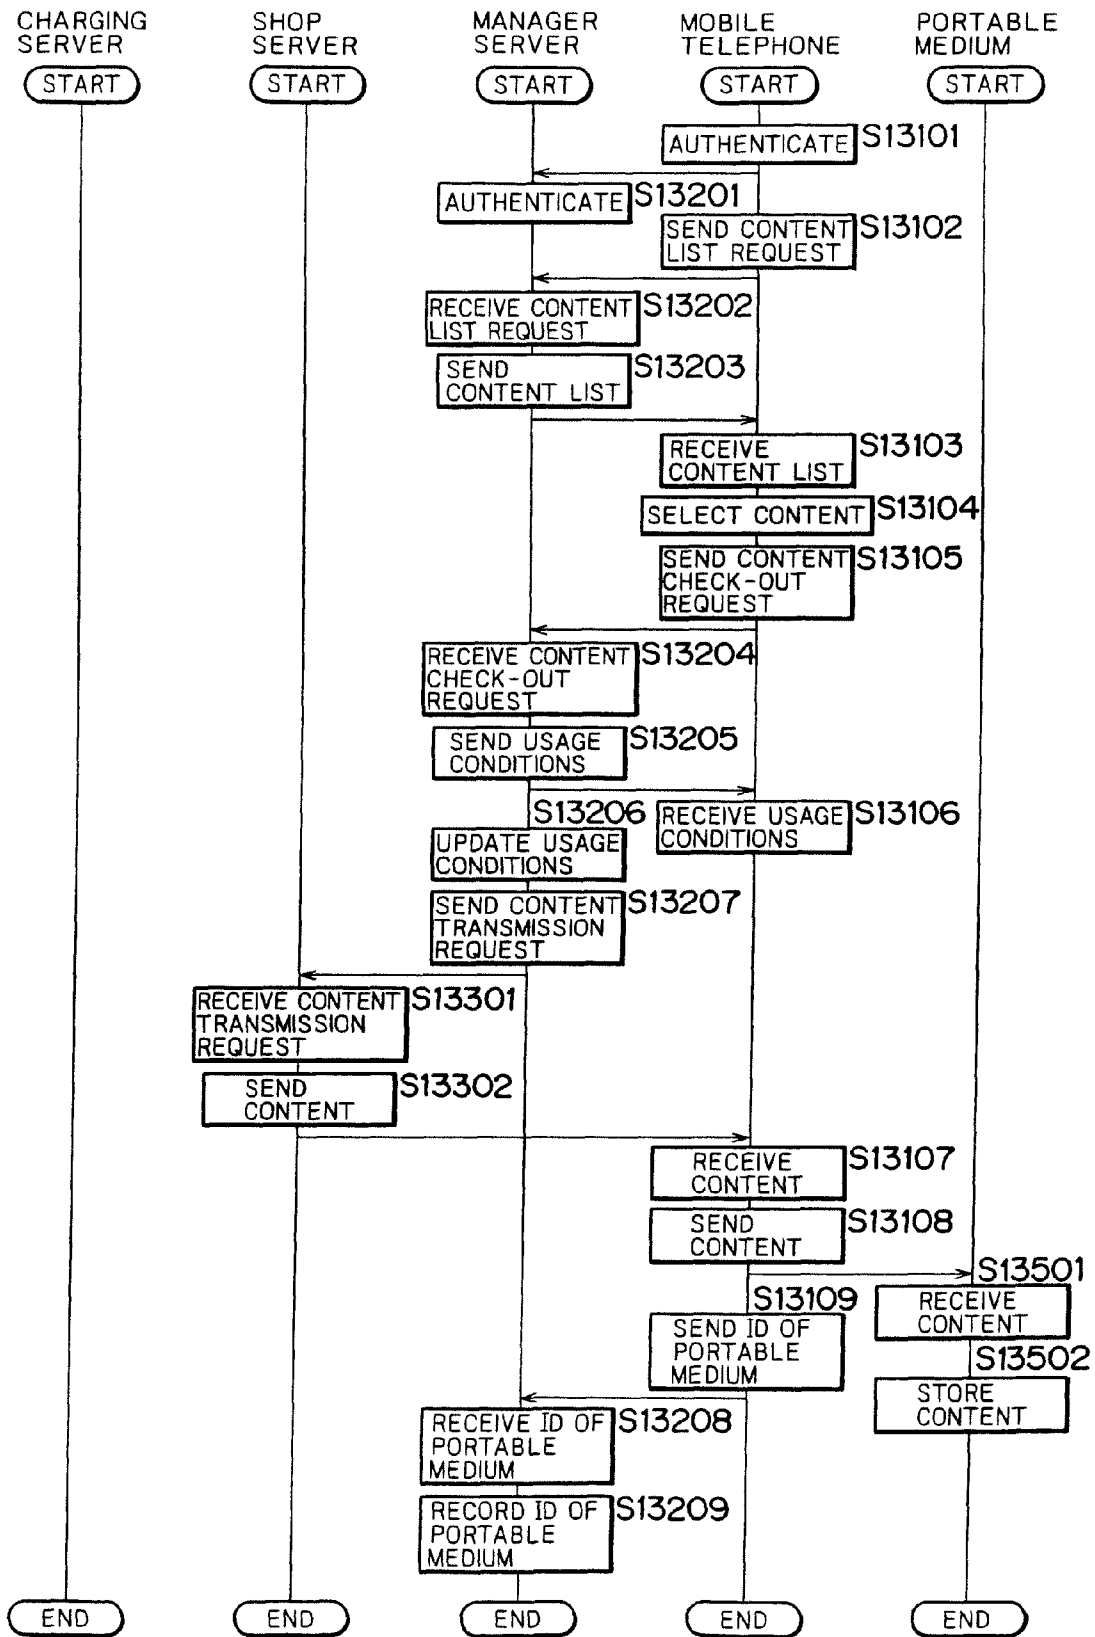 CHARGING
SERVER
SHOP
SERVER
MANAGER
SERVER
MOBILE
TELEPHONE
PORTABLE
MEDIUM
START
START
START
START
START
AUTHENTICATE
S13101
AUTHENTICATE
S13201
SEND CONTENT
LIST REQUEST
S13102
RECEIVE CONTENT
LIST REQUEST
S13202
SEND
CONTENT LIST
S13203
RECEIVE
CONTENT LIST
S13103
SELECT CONTENT
S13104
SEND CONTENT
CHECK-OUT
REQUEST
S13105
RECEIVE CONTENT
CHECK-OUT
REQUEST
S13204
SEND USAGE
CONDITIONS
S13205
S13206
UPDATE USAGE
CONDITIONS
RECEIVE USAGE
CONDITIONS
S13106
SEND CONTENT
TRANSMISSION
REQUEST
S13207
RECEIVE CONTENT
TRANSMISSION
REQUEST
S13301
SEND
CONTENT
S13302
RECEIVE
CONTENT
S13107
SEND
CONTENT
S13108
S13501
RECEIVE
CONTENT
S13109
SEND ID OF
PORTABLE
MEDIUM
S13502
STORE
CONTENT
RECEIVE ID OF
PORTABLE
MEDIUM
S13208
RECORD ID OF
PORTABLE
MEDIUM
S13209
END
END
END
END
END